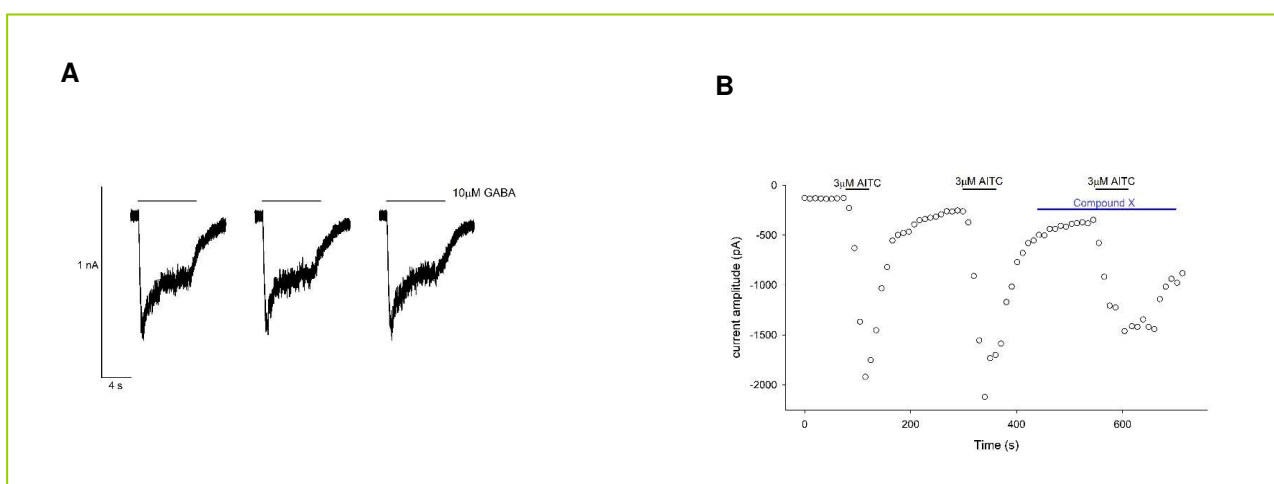 A
B
10μM GABA
1 nA
4 s
3μM AITC
3μM AITC
3μM AITC
Compound X
0
-500
-1000
-1500
-2000
current amplitude (pA)
0
200
400
600
Time (s)